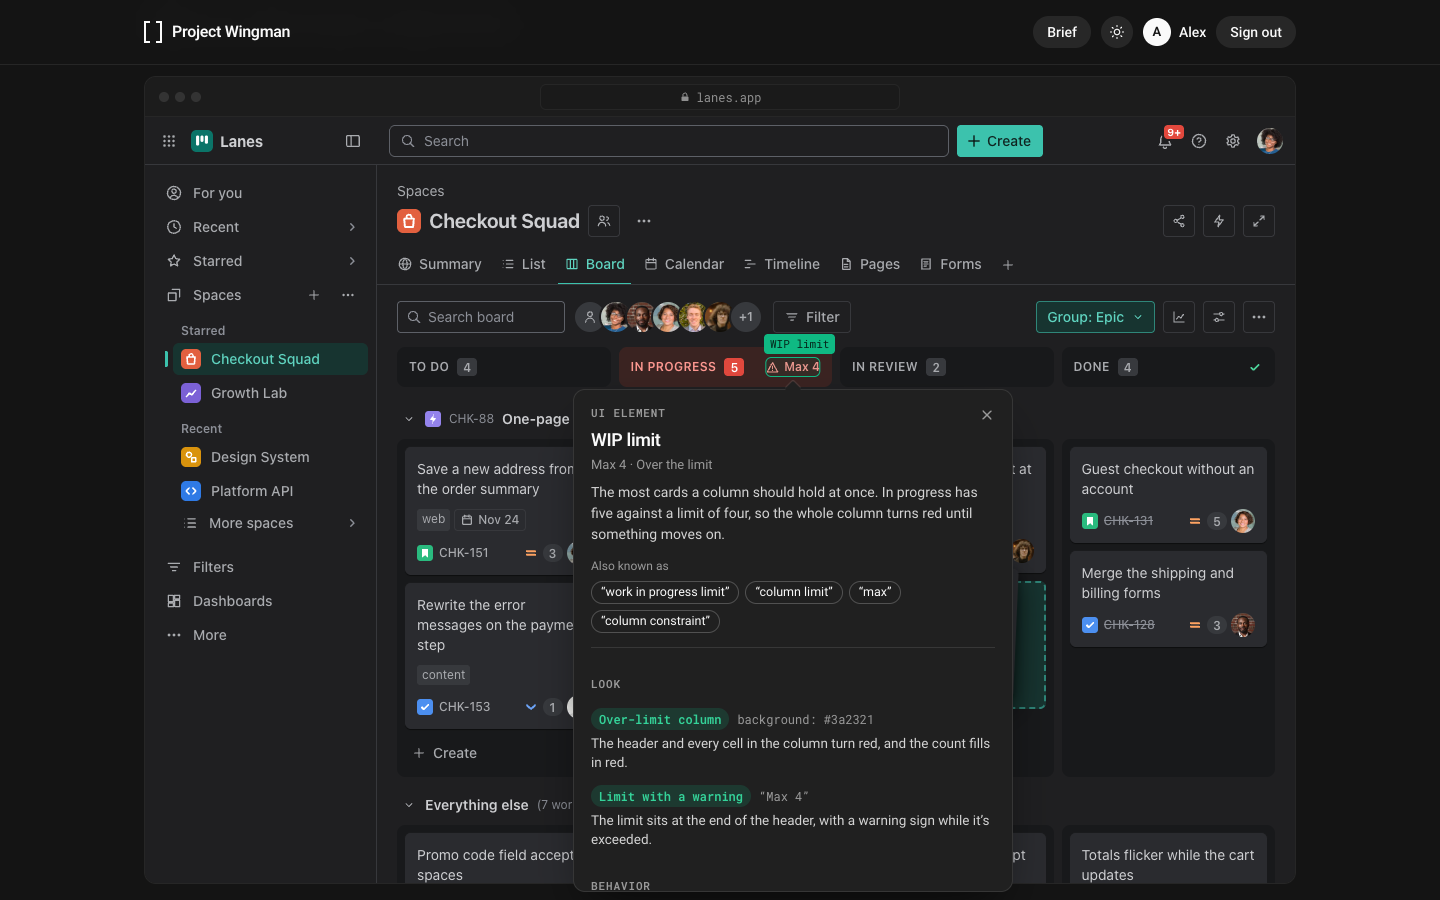 Project Wingman
Brief
A
Alex
Sign out
lanes.app
Lanes
Search
Create
9+
For you
Recent
Starred
Spaces
Starred
Checkout Squad
Growth Lab
Recent
Design System
Platform API
More spaces
Filters
Dashboards
More
Spaces
Checkout Squad
Summary
List
Board
Calendar
Timeline
Pages
Forms
Search board
+1
Filter
Group: Epic
WIP limit
TO DO 4
IN PROGRESS 5
Max 4
IN REVIEW 2
DONE 4
CHK-88 One-page
Save a new address from
the order summary
web
Nov 24
CHK-151
3
Rewrite the error
messages on the payme
step
content
CHK-153
1
Create
Everything else (7 wor
Promo code field accept
spaces
UI ELEMENT
WIP limit
Max 4 · Over the limit
The most cards a column should hold at once. In progress has
five against a limit of four, so the whole column turns red until
something moves on.
Also known as
“work in progress limit”
“column limit”
“max”
“column constraint”
LOOK
Over-limit column background: #3a2321
The header and every cell in the column turn red, and the count fills
in red.
Limit with a warning “Max 4”
The limit sits at the end of the header, with a warning sign while it’s
exceeded.
BEHAVIOR
t at
pt
Guest checkout without an
account
CHK-131
5
Merge the shipping and
billing forms
CHK-128
3
Totals flicker while the cart
updates